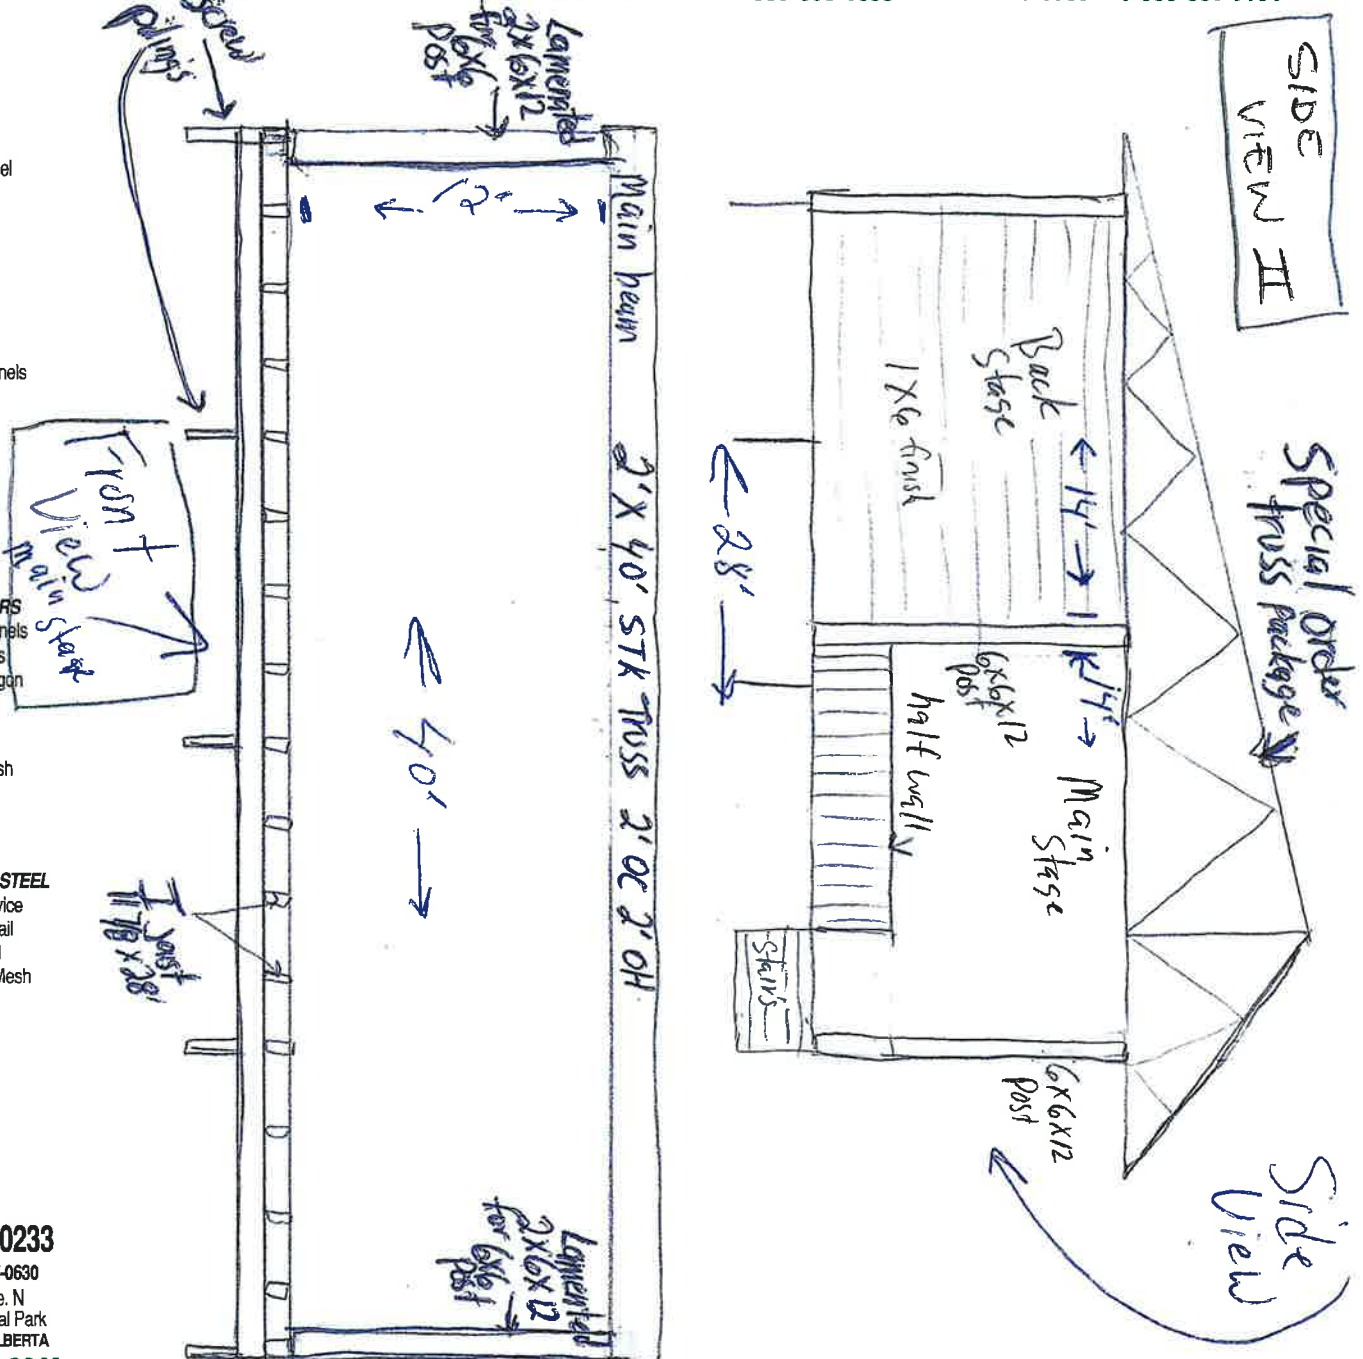 SIDE
VIEW II
Special order
truss package
Side
View
Back
Stage
1X6 finish
← 14' →
6x6x12
Post
14' →
Main
Stage
half wall
Stairs
6X6X12
Post
← 28' →
Lamenated
2x6x12
for 6x6
Post
Main beam
2'X 40' STK Truss 2' OC 2' OH
12'
← 40' →
Lamenated
2x6x12
for 6x6
Post
Screw
pilings
Front
View
main stage
I joist
11 7/8 x 28'
el
nels
RS
nels
s
gon
sh
STEEL
vice
ail
l
Mesh
0233
-0630
e. N
al Park
LBERTA